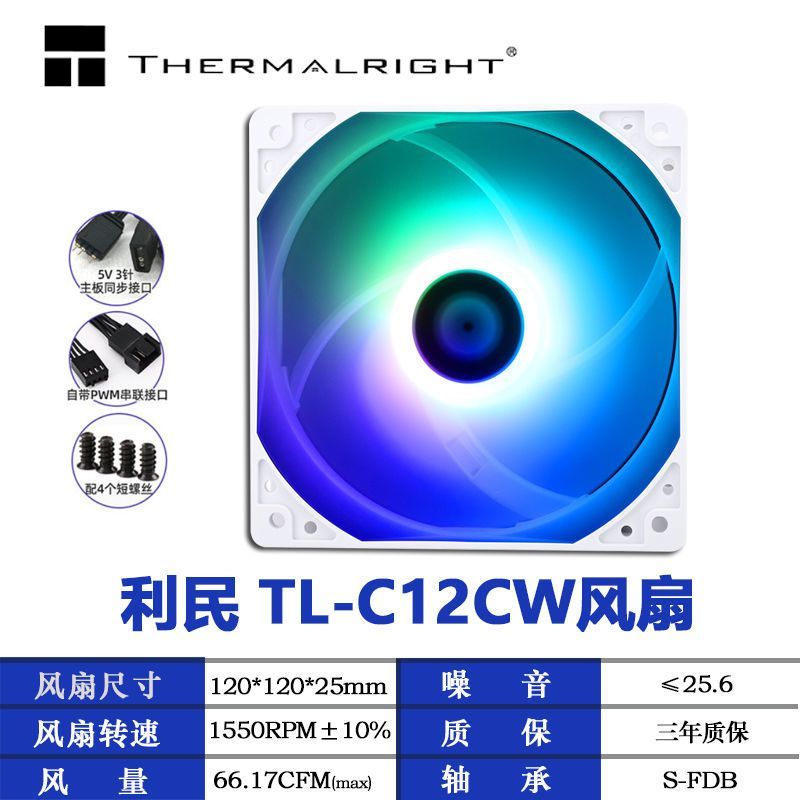 THERMALRIGHT®
5V 3针
主板同步接口
自带PWM串联接口
配4个短螺丝
利民 TL-C12CW风扇
风扇尺寸 120*120*25mm 噪 音 ≤25.6
风扇转速 1550RPM±10% 质 保 三年质保
风 量 66.17CFM(max) 轴 承 S-FDB